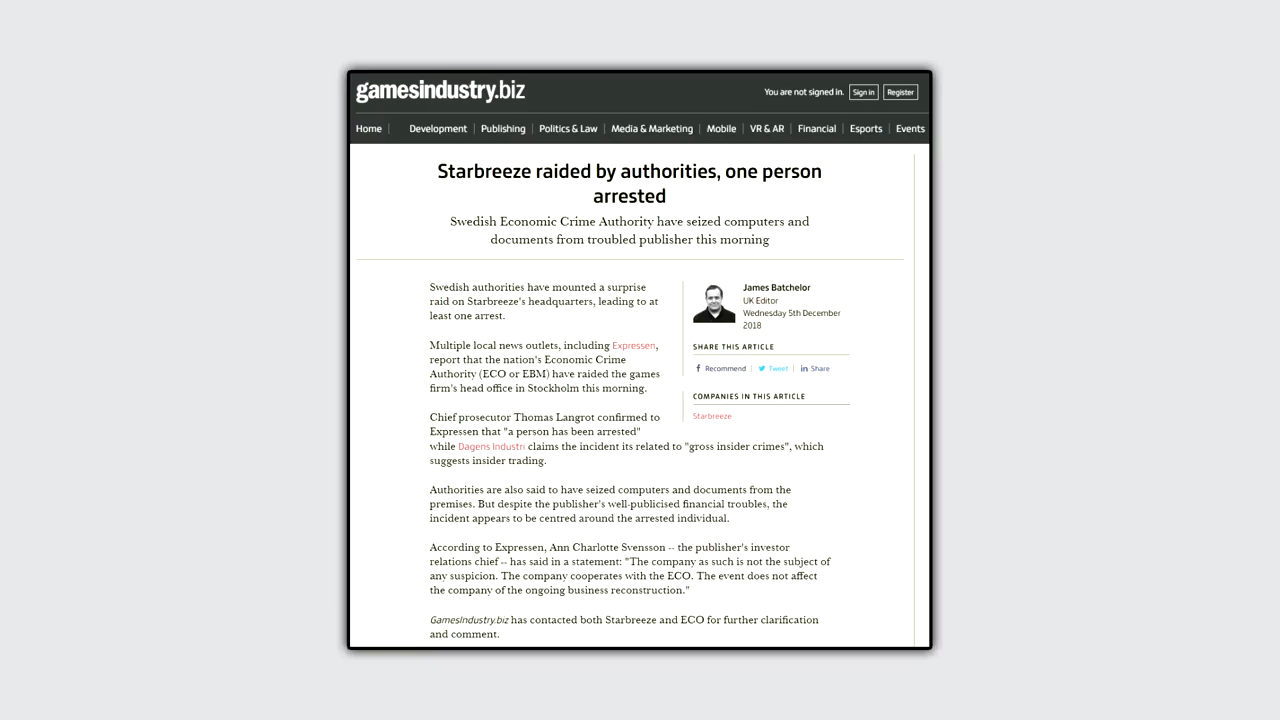 gamesindustry.biz
You are not signed in. Sign in Register
Home Development Publishing Politics & Law Media & Marketing Mobile VR & AR Financial Esports Events
Starbreeze raided by authorities, one person
arrested
Swedish Economic Crime Authority have seized computers and
documents from troubled publisher this morning
Swedish authorities have mounted a surprise
raid on Starbreeze's headquarters, leading to at
least one arrest.
Multiple local news outlets, including Expressen,
report that the nation's Economic Crime
Authority (ECO or EBM) have raided the games
firm's head office in Stockholm this morning.
Chief prosecutor Thomas Langrot confirmed to
Expressen that "a person has been arrested"
while Dagens Industri claims the incident its related to "gross insider crimes", which
suggests insider trading.
Authorities are also said to have seized computers and documents from the
premises. But despite the publisher's well-publicised financial troubles, the
incident appears to be centred around the arrested individual.
According to Expressen, Ann Charlotte Svensson -- the publisher's investor
relations chief -- has said in a statement: "The company as such is not the subject of
any suspicion. The company cooperates with the ECO. The event does not affect
the company of the ongoing business reconstruction."
GamesIndustry.biz has contacted both Starbreeze and ECO for further clarification
and comment.
James Batchelor
UK Editor
Wednesday 5th December
2018
SHARE THIS ARTICLE
Recommend Tweet Share
COMPANIES IN THIS ARTICLE
Starbreeze